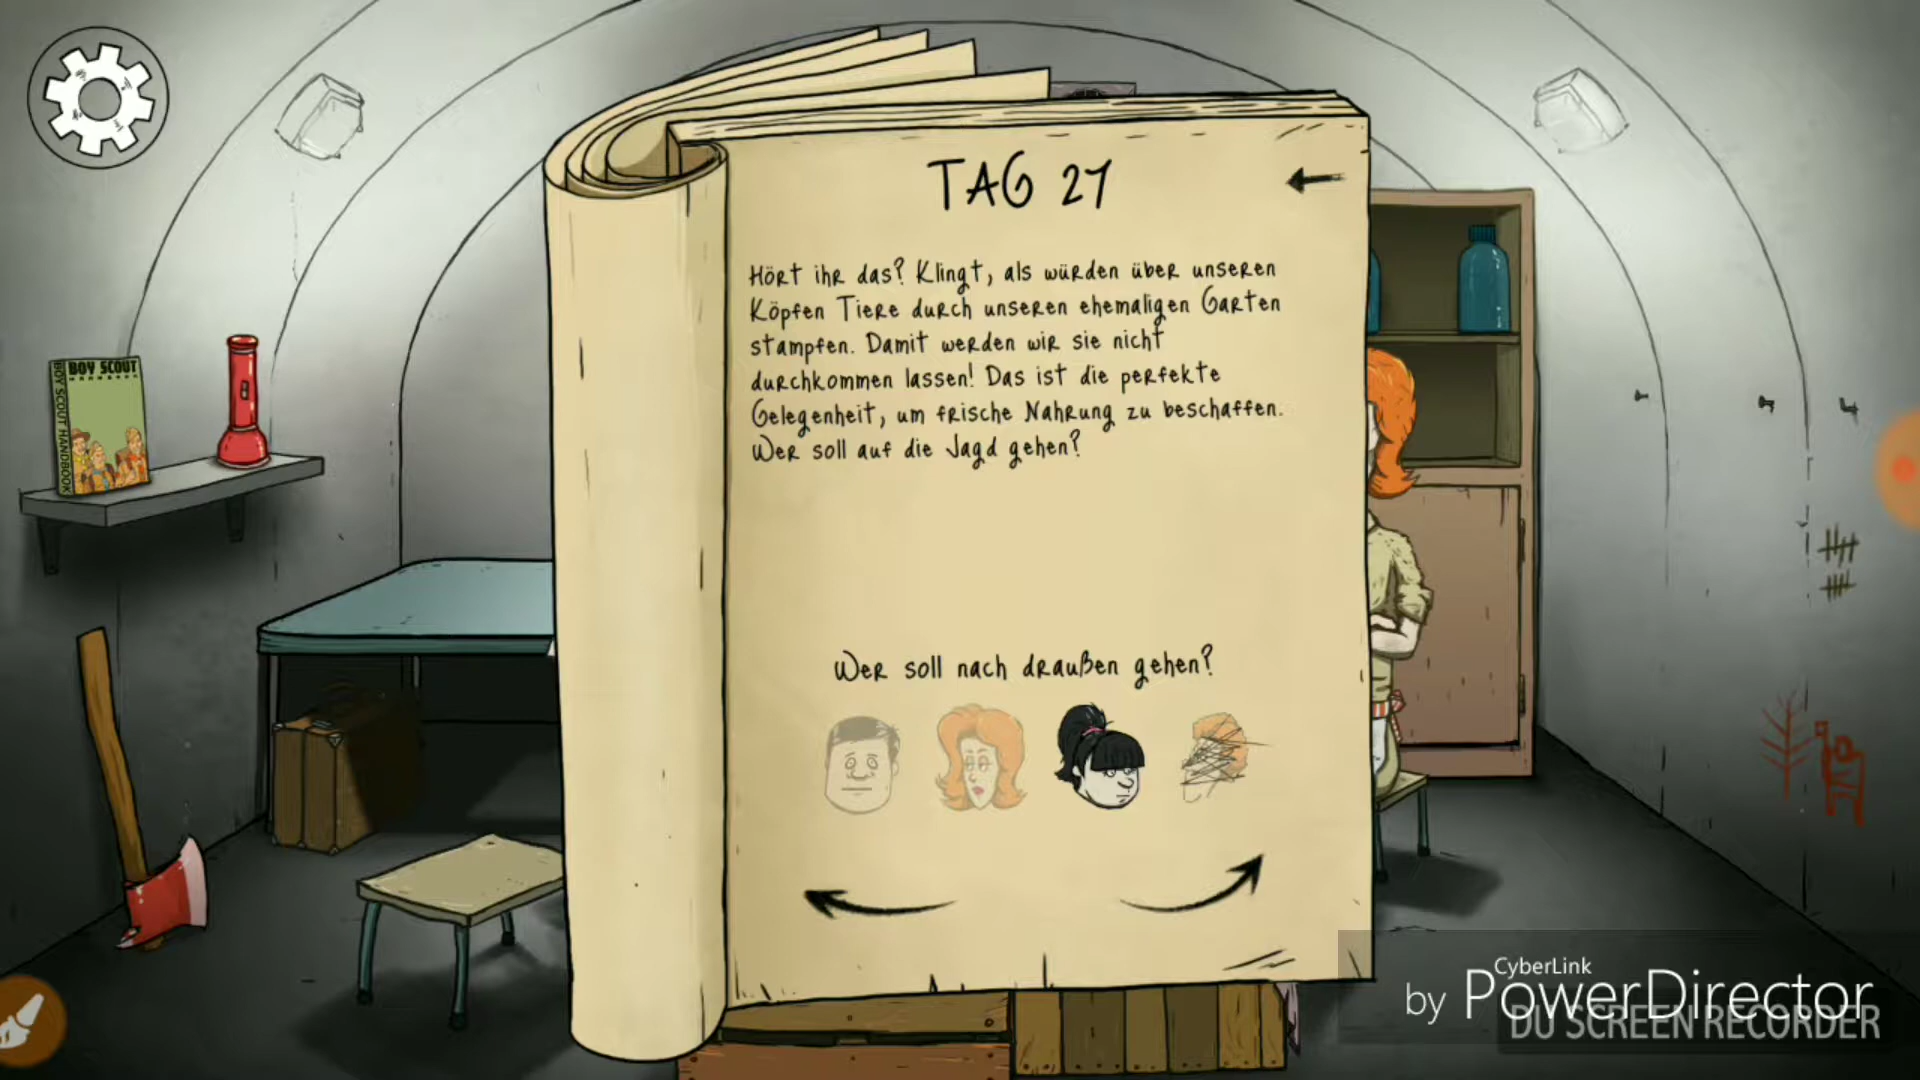 TAG 27
Hört ihr das? Klingt, als würden über unseren
Köpfen Tiere durch unseren ehemaligen Garten
stampfen. Damit werden wir sie nicht
durchkommen lassen! Das ist die perfekte
Gelegenheit, um frische Nahrung zu beschaffen.
Wer soll auf die Jagd gehen?
Wer soll nach draußen gehen?
BOY SCOUT
HANDBOOK
BOY SCOUT HANDBOOK
CyberLink
by PowerDirector
DU SCREEN RECORDER